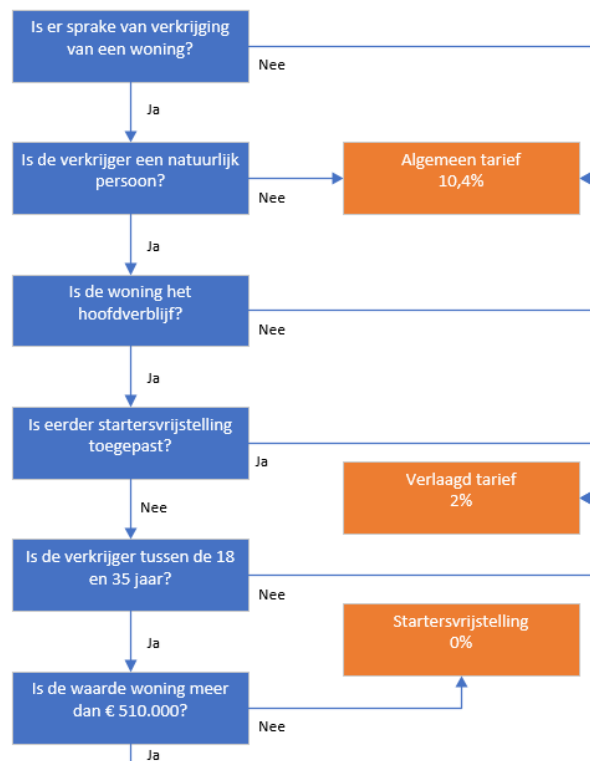 Is er sprake van verkrijging
van een woning?
Nee
Ja
Is de verkrijger een natuurlijk
persoon?
Nee
Algemeen tarief
10,4%
Ja
Is de woning het
hoofdverblijf?
Nee
Ja
Is eerder startersvrijstelling
toegepast?
Ja
Verlaagd tarief
2%
Nee
Is de verkrijger tussen de 18
en 35 jaar?
Nee
Startersvrijstelling
0%
Ja
Is de waarde woning meer
dan € 510.000?
Nee
Ja